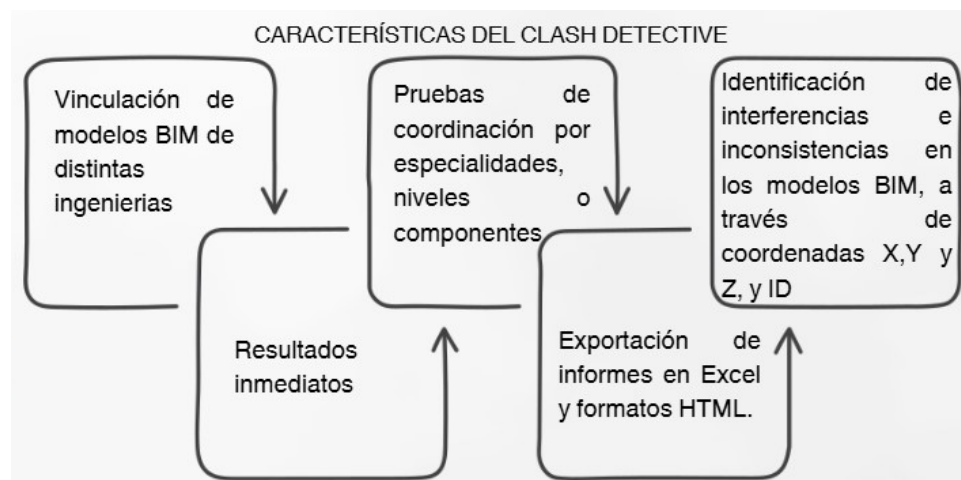 CARACTERÍSTICAS DEL CLASH DETECTIVE
Vinculación de
modelos BIM de
distintas
ingenierias
Resultados
inmediatos
Pruebas de
coordinación por
especialidades,
niveles o
componentes
Exportación de
informes en Excel
y formatos HTML.
Identificación de
interferencias e
inconsistencias en
los modelos BIM, a
través de
coordenadas X,Y y
Z, y ID